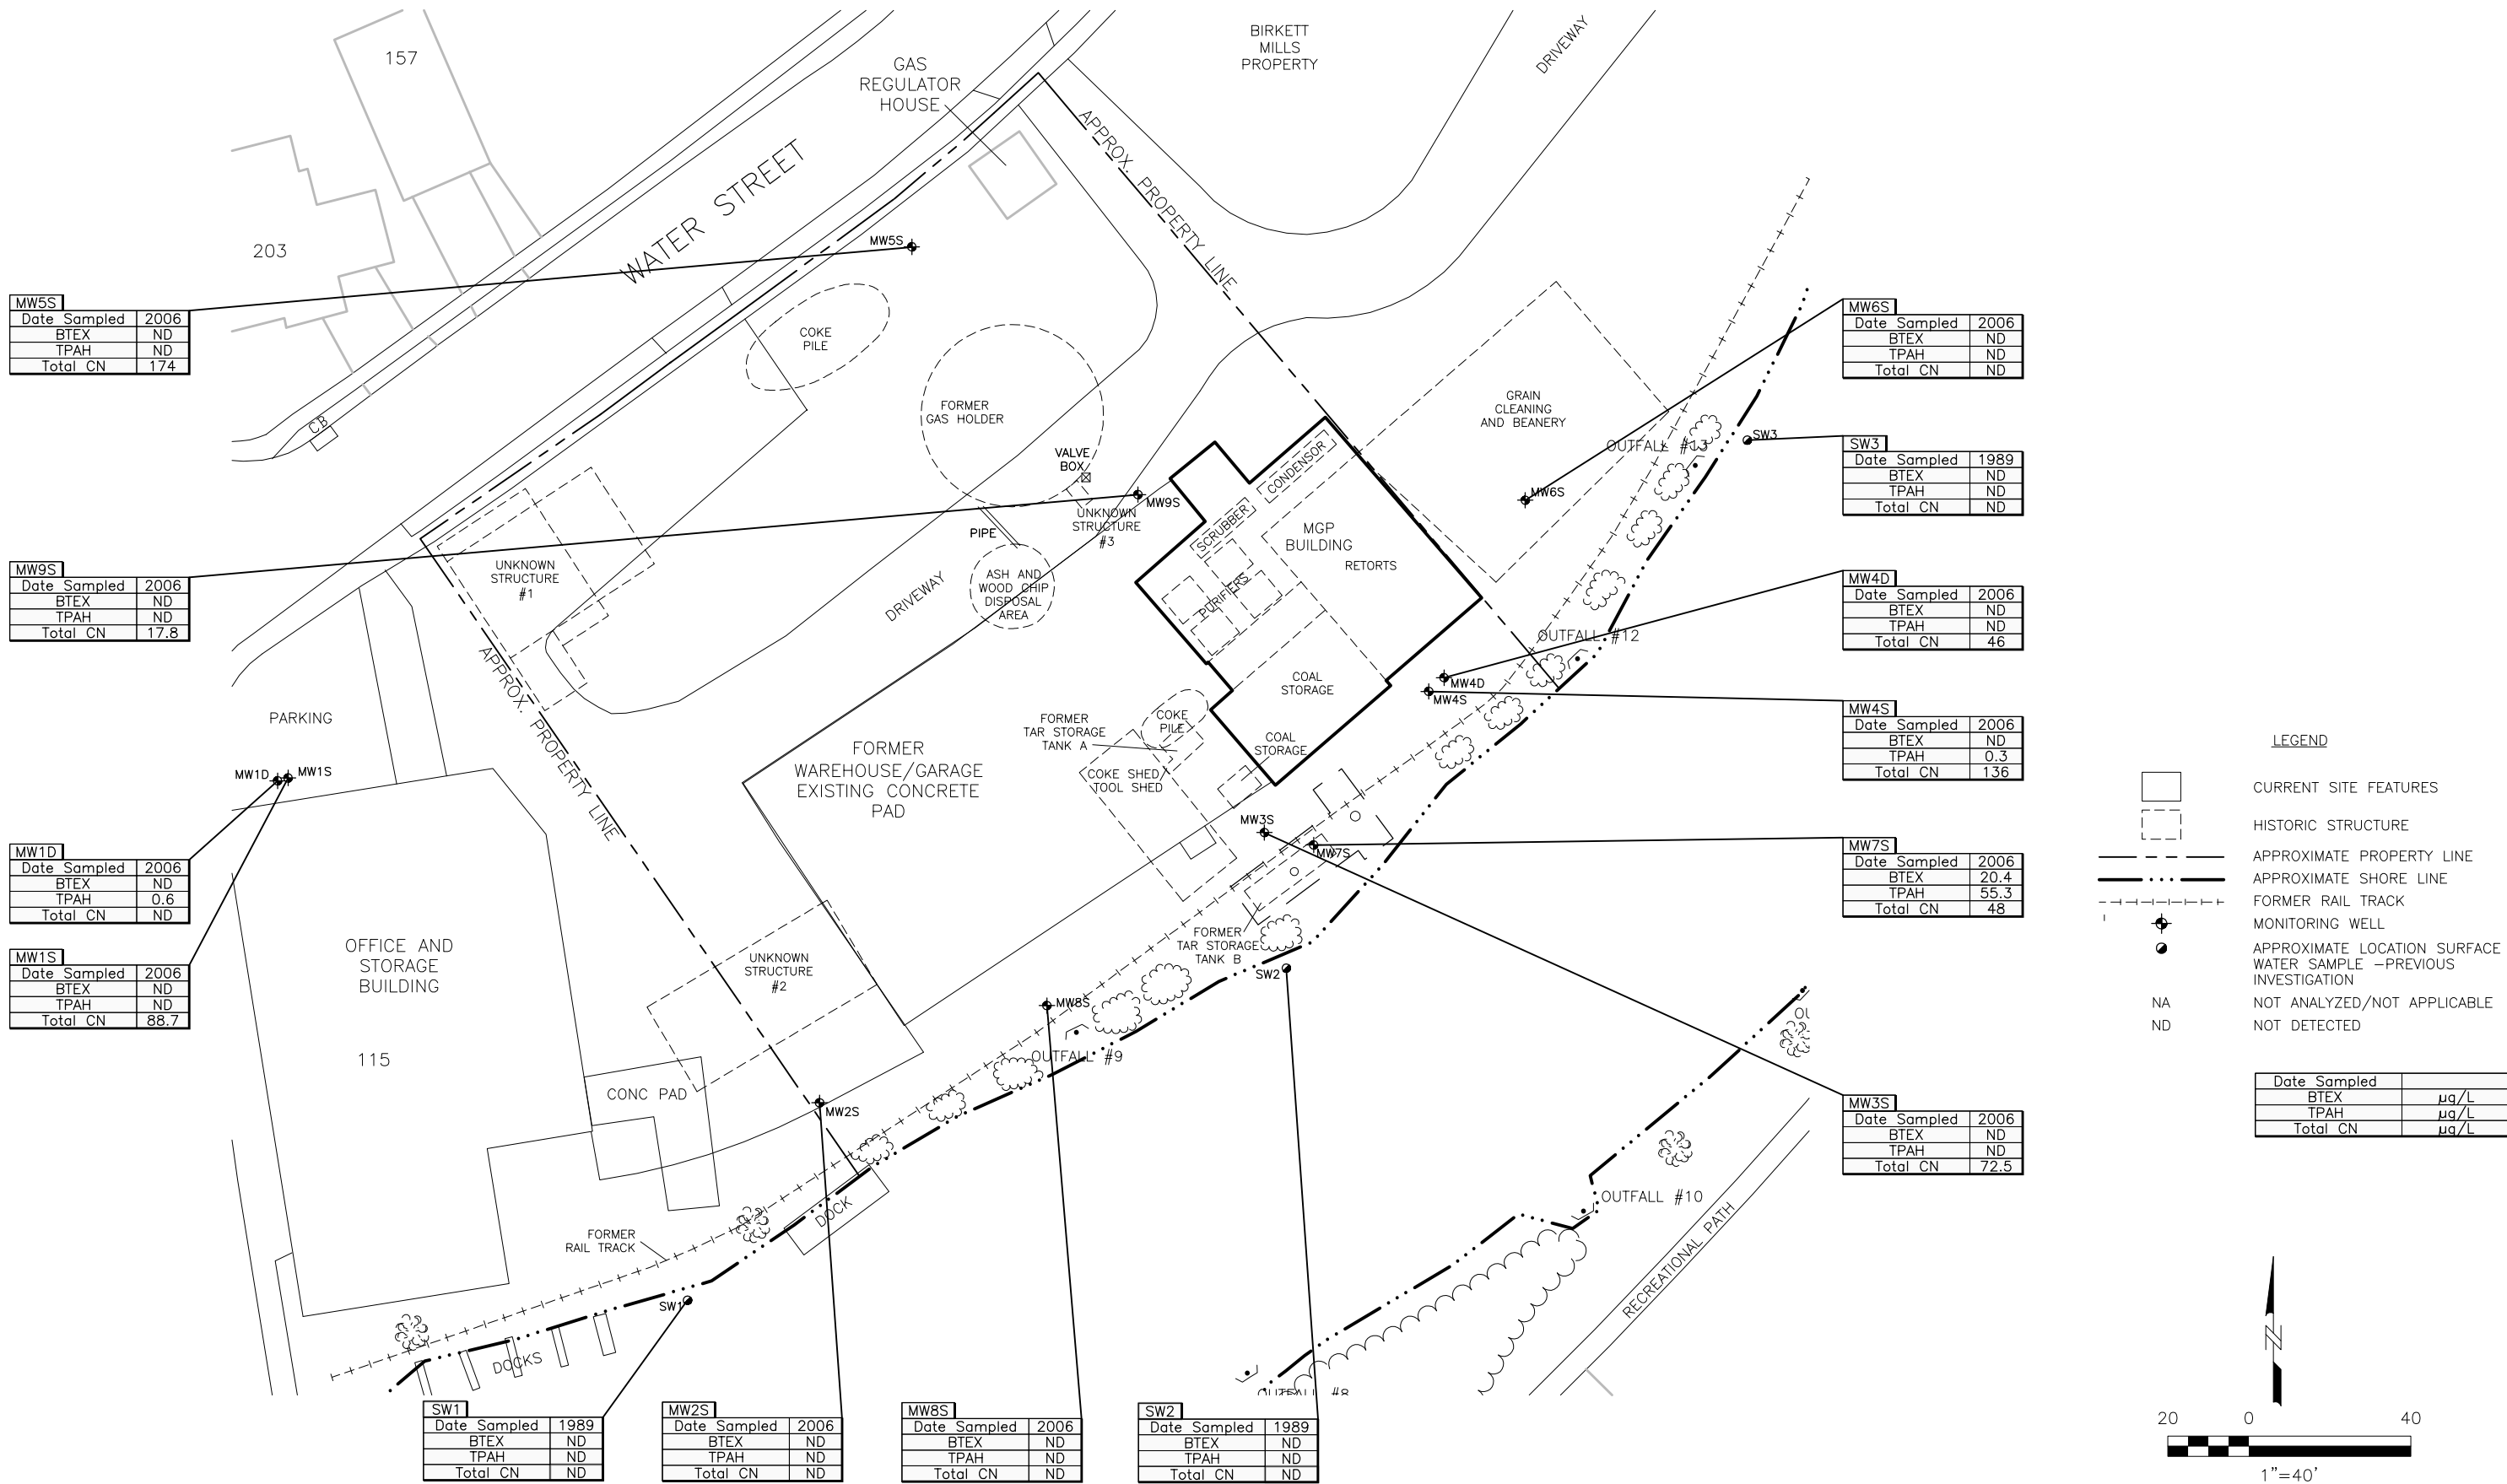 157
203
GAS
REGULATOR
HOUSE
BIRKETT
MILLS
PROPERTY
DRIVEWAY
WATER STREET
APPROX. PROPERTY LINE
MW5S
CB
COKE
PILE
FORMER
GAS HOLDER
VALVE
BOX
MW9S
UNKNOWN
STRUCTURE
#3
PIPE
ASH AND
WOOD CHIP
DISPOSAL
AREA
DRIVEWAY
UNKNOWN
STRUCTURE
#1
APPROX. PROPERTY LINE
CONDENSOR
SCRUBBER
PURIFIERS
MGP
BUILDING
RETORTS
COAL
STORAGE
COAL
STORAGE
GRAIN
CLEANING
AND BEANERY
OUTFALL #13
SW3
MW6S
OUTFALL #12
MW4D
MW4S
PARKING
MW1D
MW1S
FORMER
TAR STORAGE
TANK A
COKE
PILE
COKE SHED/
TOOL SHED
FORMER
WAREHOUSE/GARAGE
EXISTING CONCRETE
PAD
MW3S
MW7S
FORMER
TAR STORAGE
TANK B
SW2
MW8S
OUTFALL #9
UNKNOWN
STRUCTURE
#2
OFFICE AND
STORAGE
BUILDING
115
CONC PAD
MW2S
DOCK
FORMER
RAIL TRACK
SW1
DOCKS
OUTFALL #10
RECREATIONAL PATH
OUTFALL #8
MW5S
Date Sampled 2006
BTEX ND
TPAH ND
Total CN 174
MW9S
Date Sampled 2006
BTEX ND
TPAH ND
Total CN 17.8
MW1D
Date Sampled 2006
BTEX ND
TPAH 0.6
Total CN ND
MW1S
Date Sampled 2006
BTEX ND
TPAH ND
Total CN 88.7
SW1
Date Sampled 1989
BTEX ND
TPAH ND
Total CN ND
MW2S
Date Sampled 2006
BTEX ND
TPAH ND
Total CN ND
MW8S
Date Sampled 2006
BTEX ND
TPAH ND
Total CN ND
SW2
Date Sampled 1989
BTEX ND
TPAH ND
Total CN ND
MW6S
Date Sampled 2006
BTEX ND
TPAH ND
Total CN ND
SW3
Date Sampled 1989
BTEX ND
TPAH ND
Total CN ND
MW4D
Date Sampled 2006
BTEX ND
TPAH ND
Total CN 46
MW4S
Date Sampled 2006
BTEX ND
TPAH 0.3
Total CN 136
MW7S
Date Sampled 2006
BTEX 20.4
TPAH 55.3
Total CN 48
MW3S
Date Sampled 2006
BTEX ND
TPAH ND
Total CN 72.5
LEGEND
CURRENT SITE FEATURES
HISTORIC STRUCTURE
APPROXIMATE PROPERTY LINE
APPROXIMATE SHORE LINE
FORMER RAIL TRACK
MONITORING WELL
APPROXIMATE LOCATION SURFACE
WATER SAMPLE -PREVIOUS
INVESTIGATION
NA NOT ANALYZED/NOT APPLICABLE
ND NOT DETECTED
Date Sampled
BTEX µg/L
TPAH µg/L
Total CN µg/L
N
20 0 40
1"=40'